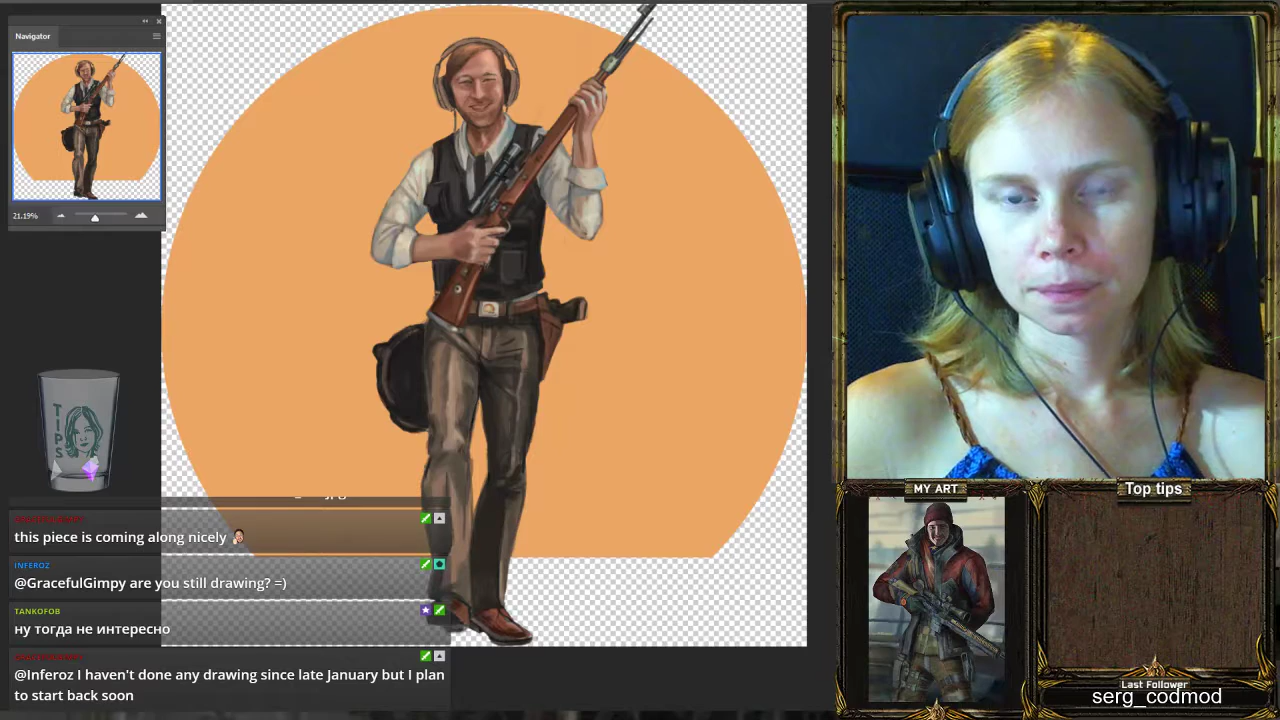 Navigator
21.19%
TIPS
this piece is coming along nicely
INFEROZ
@GracefulGimpy are you still drawing? =)
TANKOFOB
ну тогда не интересно
@Inferoz I haven't done any drawing since late January but I plan
to start back soon
MY ART
Top tips
Last Follower
serg_codmod